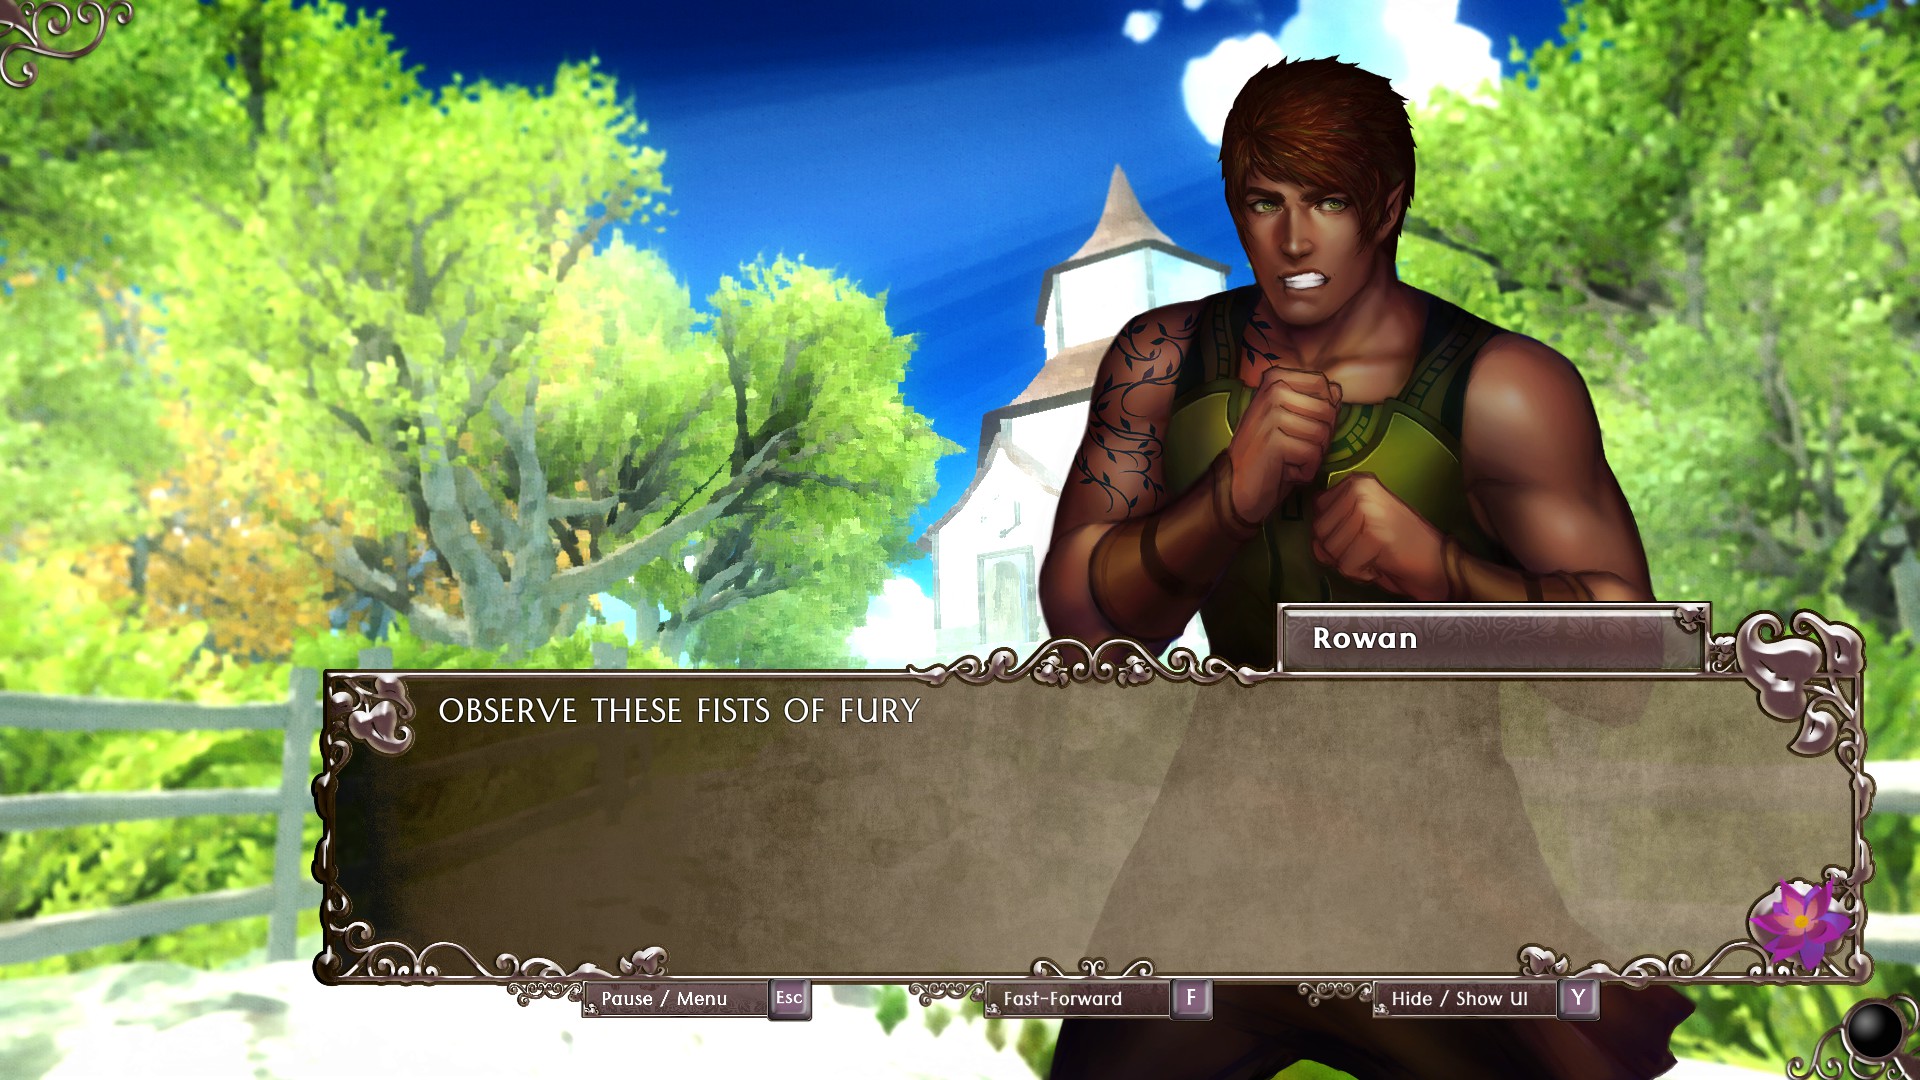 Rowan
OBSERVE THESE FISTS OF FURY
Pause / Menu Esc
Fast-Forward F
Hide / Show UI Y